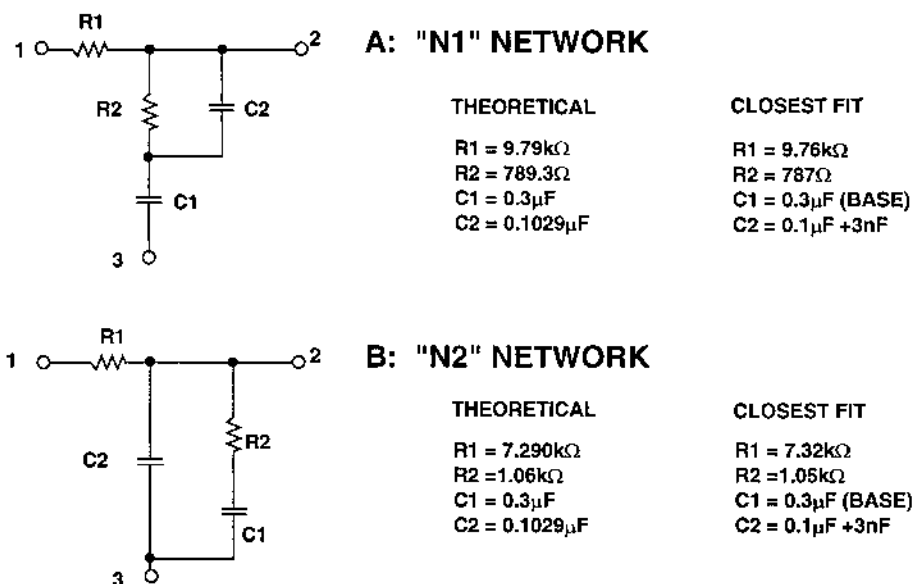 R1
1
2
R2
C2
C1
3
A: "N1" NETWORK
THEORETICAL
R1 = 9.79kΩ
R2 = 789.3Ω
C1 = 0.3µF
C2 = 0.1029µF
CLOSEST FIT
R1 = 9.76kΩ
R2 = 787Ω
C1 = 0.3µF (BASE)
C2 = 0.1µF +3nF
R1
1
2
C2
R2
C1
3
B: "N2" NETWORK
THEORETICAL
R1 = 7.290kΩ
R2 =1.06kΩ
C1 = 0.3µF
C2 = 0.1029µF
CLOSEST FIT
R1 = 7.32kΩ
R2 = 1.05kΩ
C1 = 0.3µF (BASE)
C2 = 0.1µF +3nF